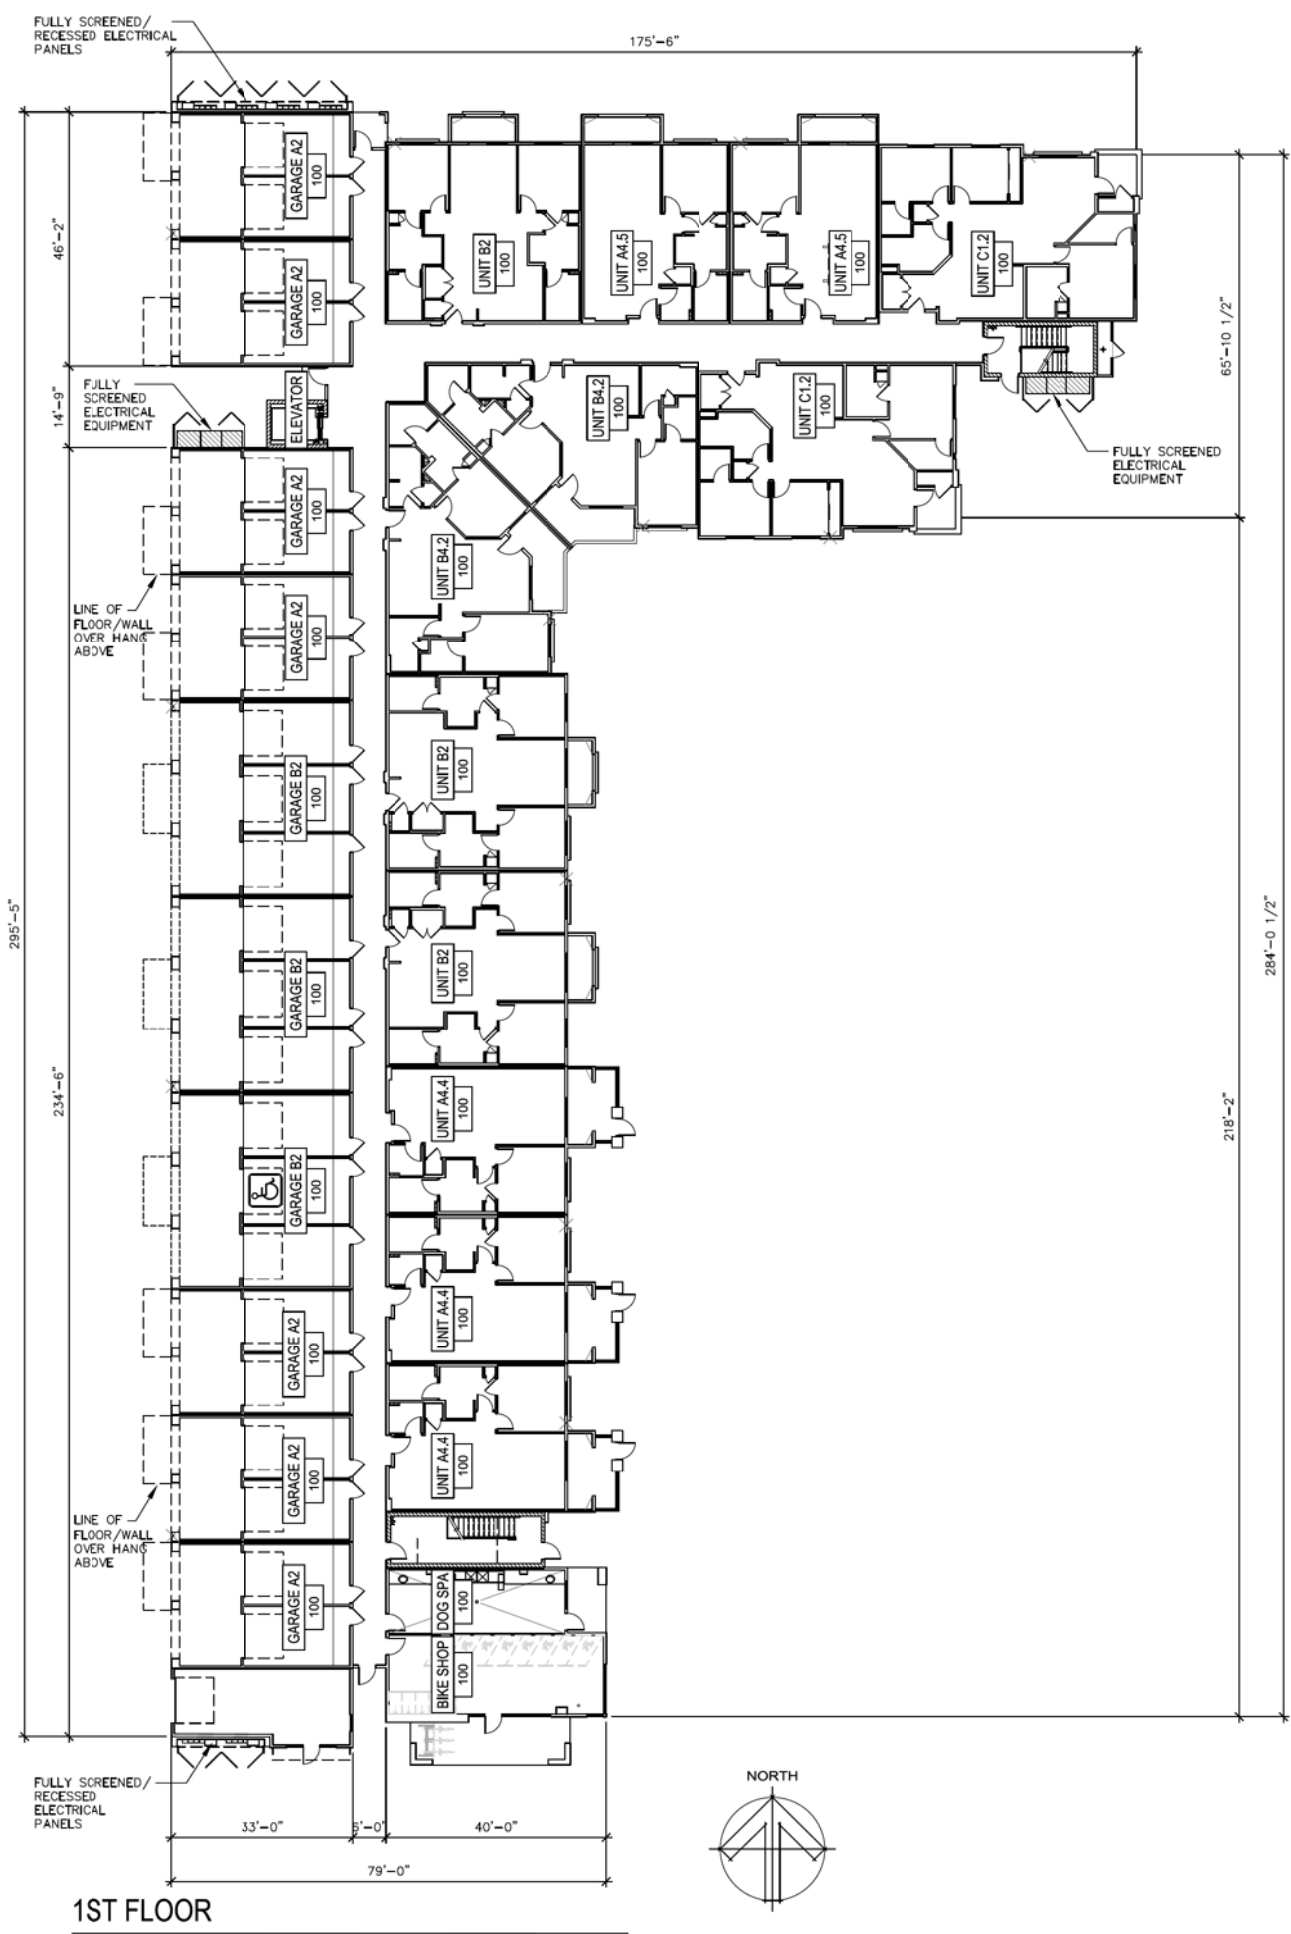 FULLY SCREENED/
RECESSED ELECTRICAL
PANELS
175'-6"
GARAGE A2
100
46'-2"
GARAGE A2
100
UNIT B2
100
UNIT A4.5
100
UNIT A4.5
100
UNIT C1.2
100
65'-10 1/2"
FULLY
SCREENED
ELECTRICAL
EQUIPMENT
14'-9"
ELEVATOR
UNIT B4.2
100
UNIT C1.2
100
FULLY SCREENED
ELECTRICAL
EQUIPMENT
GARAGE A2
100
UNIT B4.2
100
LINE OF
FLOOR/WALL
OVER HANG
ABOVE
GARAGE A2
100
GARAGE B2
100
UNIT B2
100
295'-5"
GARAGE B2
100
UNIT B2
100
284'-0 1/2"
234'-6"
218'-2"
UNIT A4.4
100
GARAGE B2
100
GARAGE A2
100
UNIT A4.4
100
GARAGE A2
100
UNIT A4.4
100
LINE OF
FLOOR/WALL
OVER HANG
ABOVE
GARAGE A2
100
DOG SPA
100
BIKE SHOP
100
FULLY SCREENED/
RECESSED
ELECTRICAL
PANELS
33'-0"
6'-0"
40'-0"
79'-0"
NORTH
1ST FLOOR